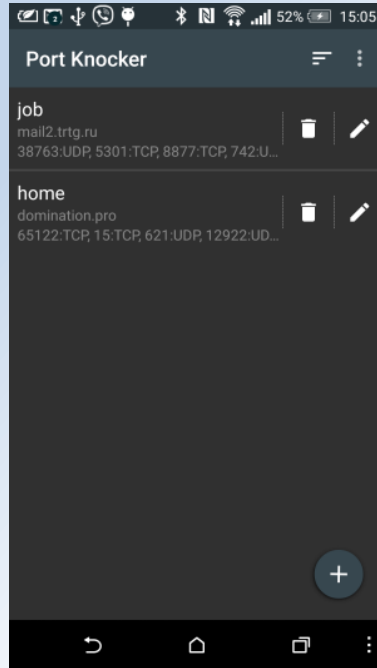 52% 15:05
Port Knocker
job
mail2.trtg.ru
38763:UDP, 5301:TCP, 8877:TCP, 742:U...
home
domination.pro
65122:TCP, 15:TCP, 621:UDP, 12922:UD...